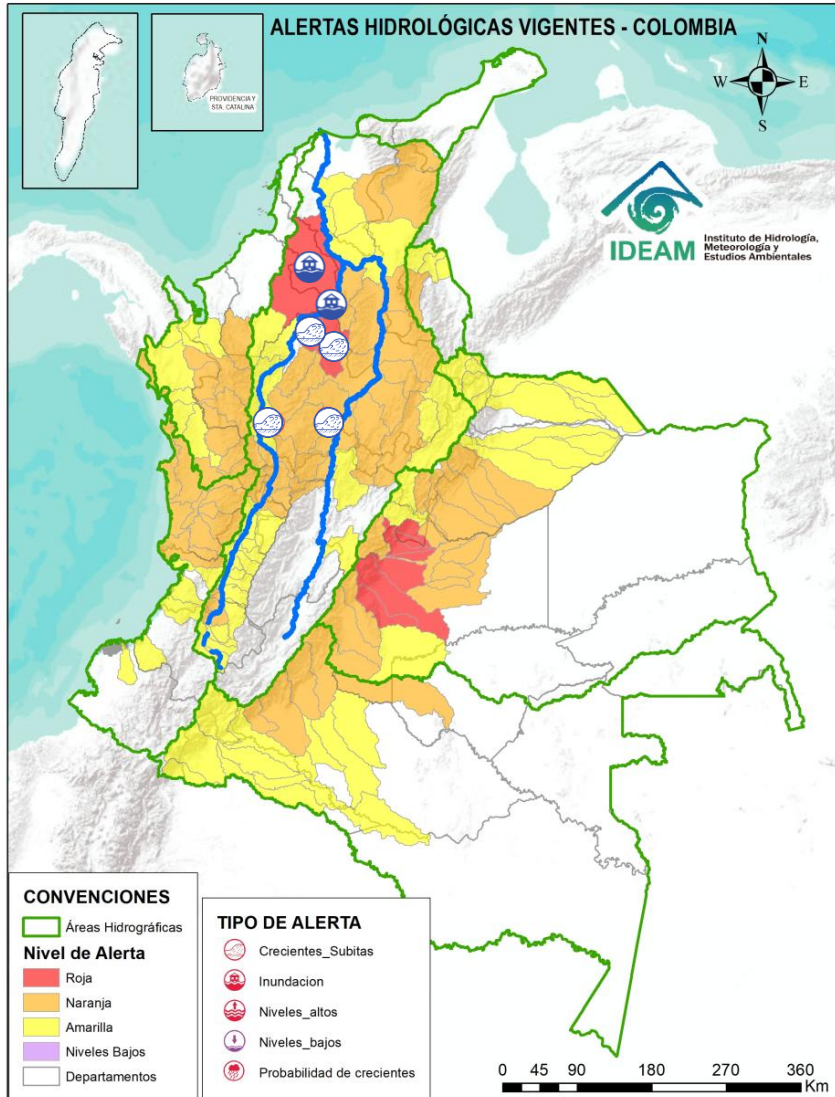 ALERTAS HIDROLÓGICAS VIGENTES - COLOMBIA
PROVIDENCIA Y
STA. CATALINA
N
W
E
S
IDEAM
Instituto de Hidrología,
Meteorología y
Estudios Ambientales
CONVENCIONES
Áreas Hidrográficas
Nivel de Alerta
Roja
Naranja
Amarilla
Niveles Bajos
Departamentos
TIPO DE ALERTA
Crecientes_Subitas
Inundacion
Niveles_altos
Niveles_bajos
Probabilidad de crecientes
0 45 90 180 270 360
Km